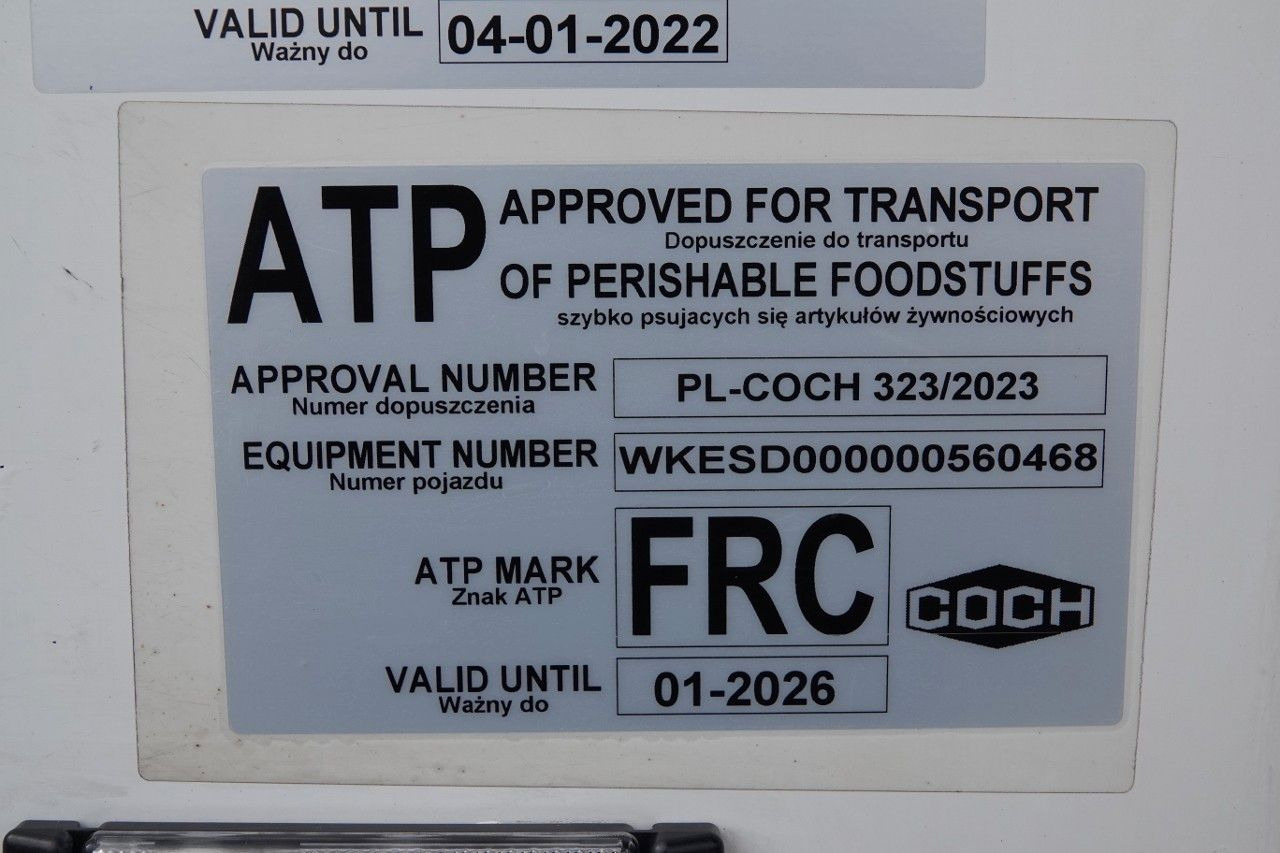 VALID UNTIL 04-01-2022
Ważny do
ATP APPROVED FOR TRANSPORT
Dopuszczenie do transportu
OF PERISHABLE FOODSTUFFS
szybko psujacych się artykułów żywnościowych
APPROVAL NUMBER PL-COCH 323/2023
Numer dopuszczenia
EQUIPMENT NUMBER WKESD000000560468
Numer pojazdu
ATP MARK FRC
Znak ATP
COCH
VALID UNTIL 01-2026
Ważny do